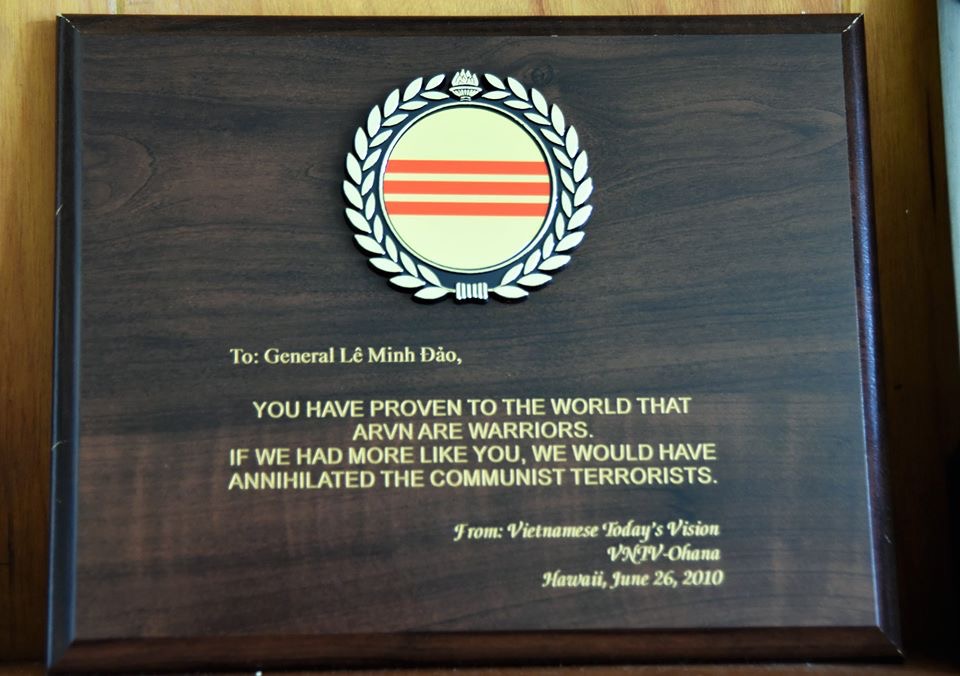 To: General Lê Minh Đảo,
YOU HAVE PROVEN TO THE WORLD THAT
ARVN ARE WARRIORS.
IF WE HAD MORE LIKE YOU, WE WOULD HAVE
ANNIHILATED THE COMMUNIST TERRORISTS.
From: Vietnamese Today's Vision
VNTV-Ohana
Hawaii, June 26, 2010